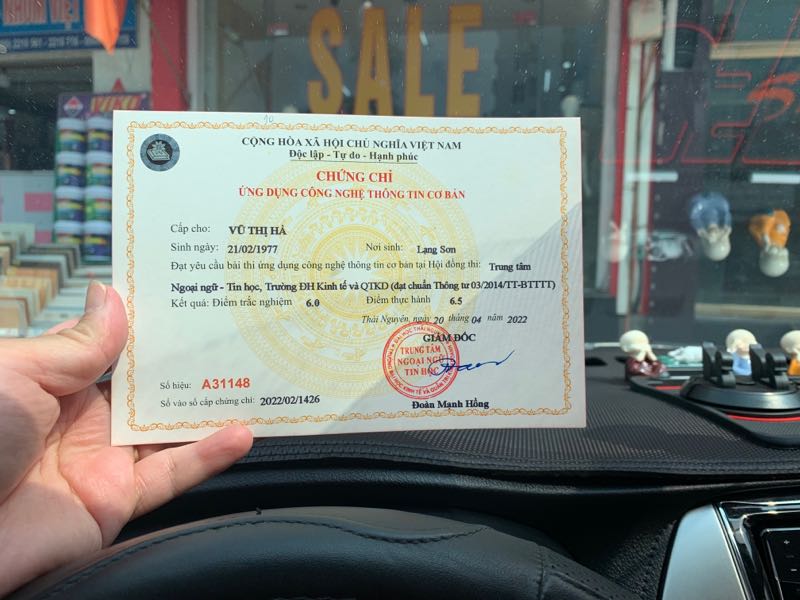 SALE
10
CỘNG HÒA XÃ HỘI CHỦ NGHĨA VIỆT NAM
Độc lập - Tự do - Hạnh phúc
CHỨNG CHỈ
ỨNG DỤNG CÔNG NGHỆ THÔNG TIN CƠ BẢN
Cấp cho: VŨ THỊ HÀ
Sinh ngày: 21/02/1977 Nơi sinh: Lạng Sơn
Đạt yêu cầu bài thi ứng dụng công nghệ thông tin cơ bản tại Hội đồng thi: Trung tâm
Ngoại ngữ - Tin học, Trường ĐH Kinh tế và QTKD (đạt chuẩn Thông tư 03/2014/TT-BTTTT)
Kết quả: Điểm trắc nghiệm 6.0 Điểm thực hành 6.5
Thái Nguyên, ngày 20 tháng 04 năm 2022
GIÁM ĐỐC
TRUNG TÂM
NGOẠI NGỮ
TIN HỌC
Số hiệu: A31148
Số vào sổ cấp chứng chỉ: 2022/02/1426
Đoàn Mạnh Hồng